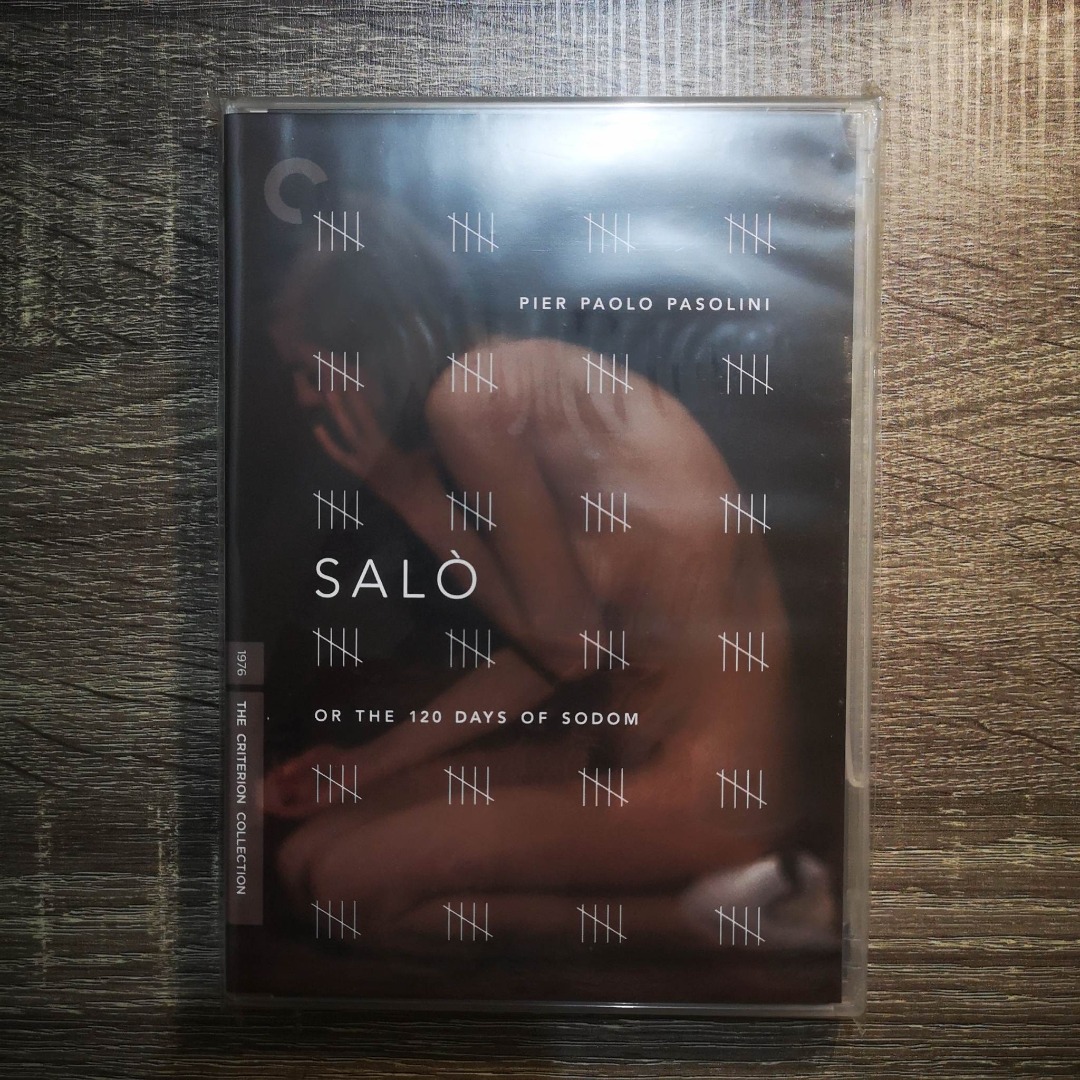 PIER PAOLO PASOLINI
SALÒ
OR THE 120 DAYS OF SODOM
1976
THE CRITERION COLLECTION